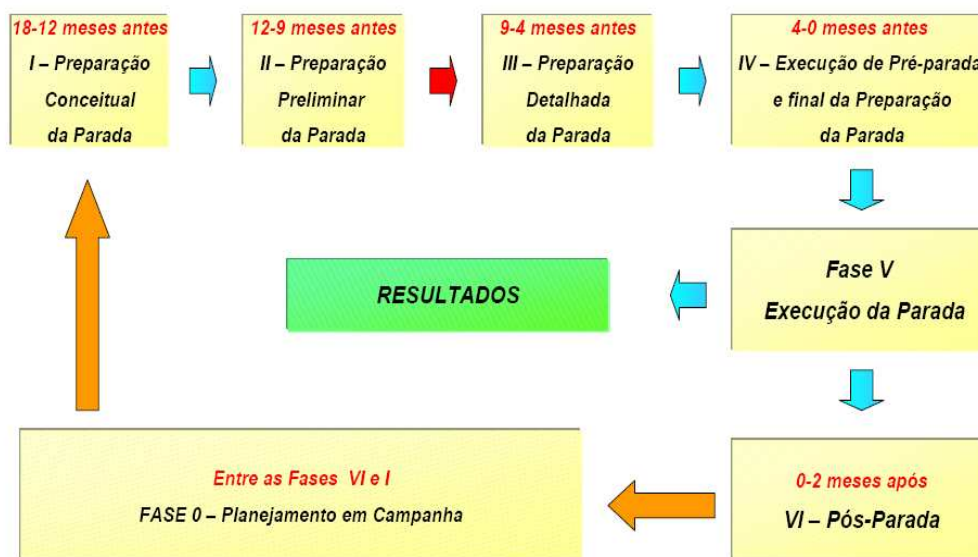 18-12 meses antes
I – Preparação
Conceitual
da Parada
12-9 meses antes
II – Preparação
Preliminar
da Parada
9-4 meses antes
III – Preparação
Detalhada
da Parada
4-0 meses antes
IV – Execução de Pré-parada
e final da Preparação
da Parada
RESULTADOS
Fase V
Execução da Parada
Entre as Fases VI e I
FASE 0 – Planejamento em Campanha
0-2 meses após
VI – Pós-Parada